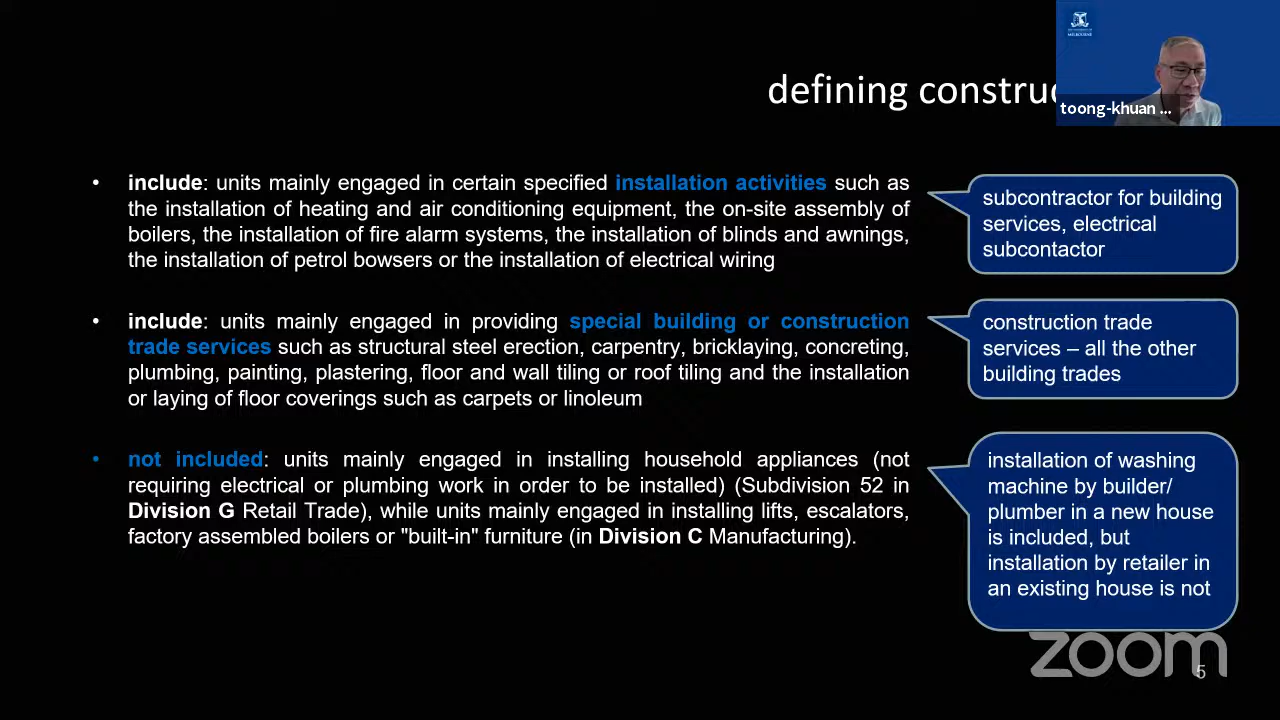 defining construc
MELBOURNE
toong-khuan ...
• include: units mainly engaged in certain specified installation activities such as
the installation of heating and air conditioning equipment, the on-site assembly of
boilers, the installation of fire alarm systems, the installation of blinds and awnings,
the installation of petrol bowsers or the installation of electrical wiring
subcontractor for building
services, electrical
subcontactor
• include: units mainly engaged in providing special building or construction
trade services such as structural steel erection, carpentry, bricklaying, concreting,
plumbing, painting, plastering, floor and wall tiling or roof tiling and the installation
or laying of floor coverings such as carpets or linoleum
construction trade
services – all the other
building trades
• not included: units mainly engaged in installing household appliances (not
requiring electrical or plumbing work in order to be installed) (Subdivision 52 in
Division G Retail Trade), while units mainly engaged in installing lifts, escalators,
factory assembled boilers or "built-in" furniture (in Division C Manufacturing).
installation of washing
machine by builder/
plumber in a new house
is included, but
installation by retailer in
an existing house is not
zoom
5